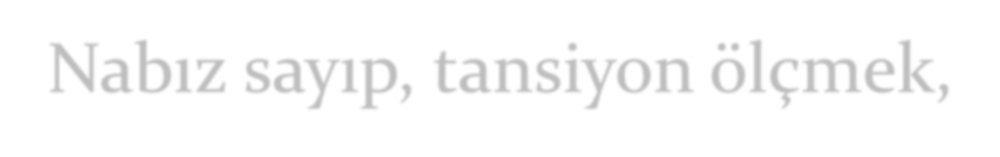 Nabız sayıp, tansiyon ölçmek,